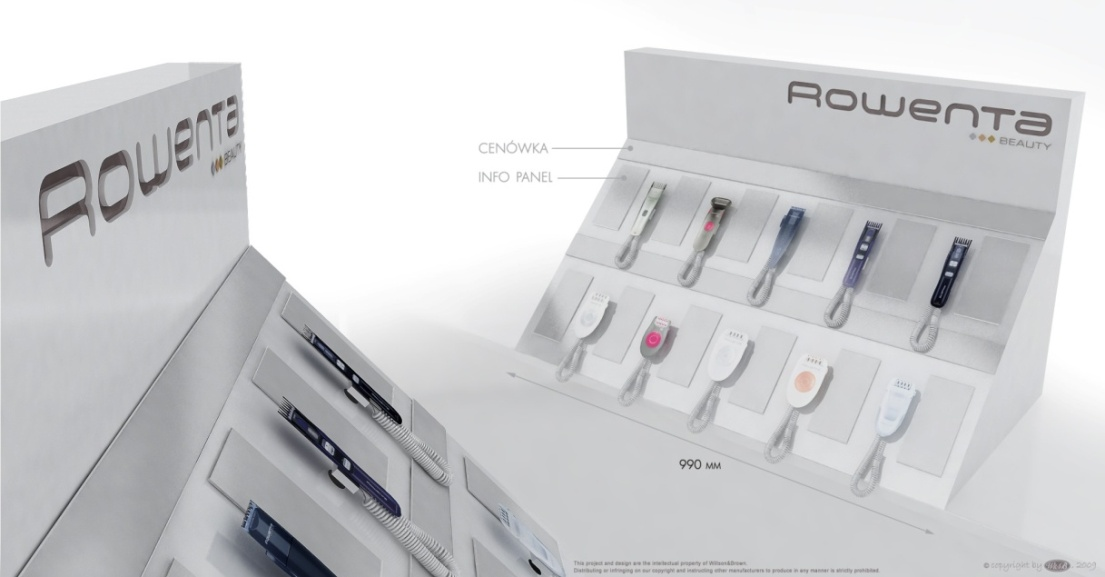 Rowenta
BEAUTY
Rowenta
BEAUTY
CENÓWKA
INFO PANEL
990 MM
This project and design are the intellectual property of Willson&Brown.
Distributing or infringing on our copyright and instructing other manufacturers to produce in any manner is strictly prohibited.
© copyright by
2009